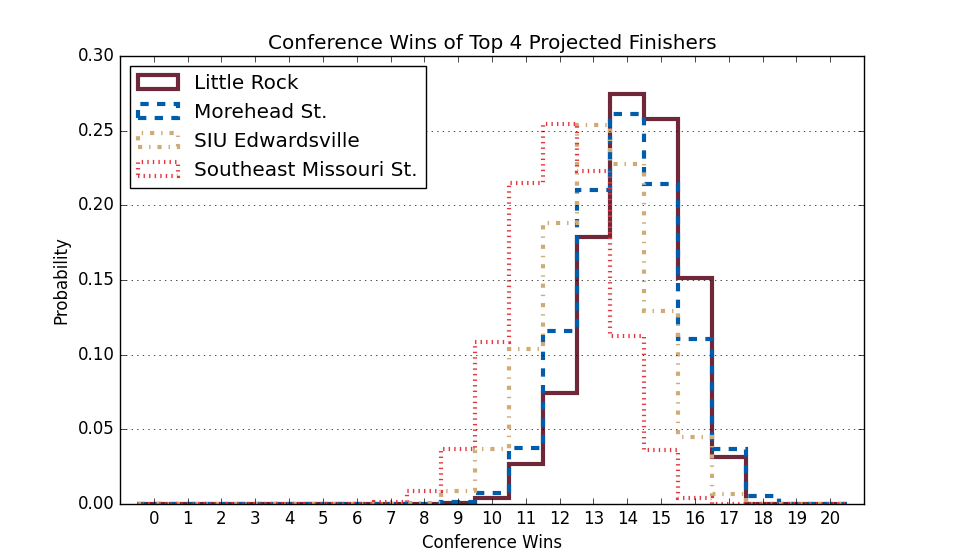 Conference Wins of Top 4 Projected Finishers
0.30
0.25
0.20
0.15
0.10
0.05
0.00
Probability
Little Rock
Morehead St.
SIU Edwardsville
Southeast Missouri St.
0 1 2 3 4 5 6 7 8 9 10 11 12 13 14 15 16 17 18 19 20
Conference Wins